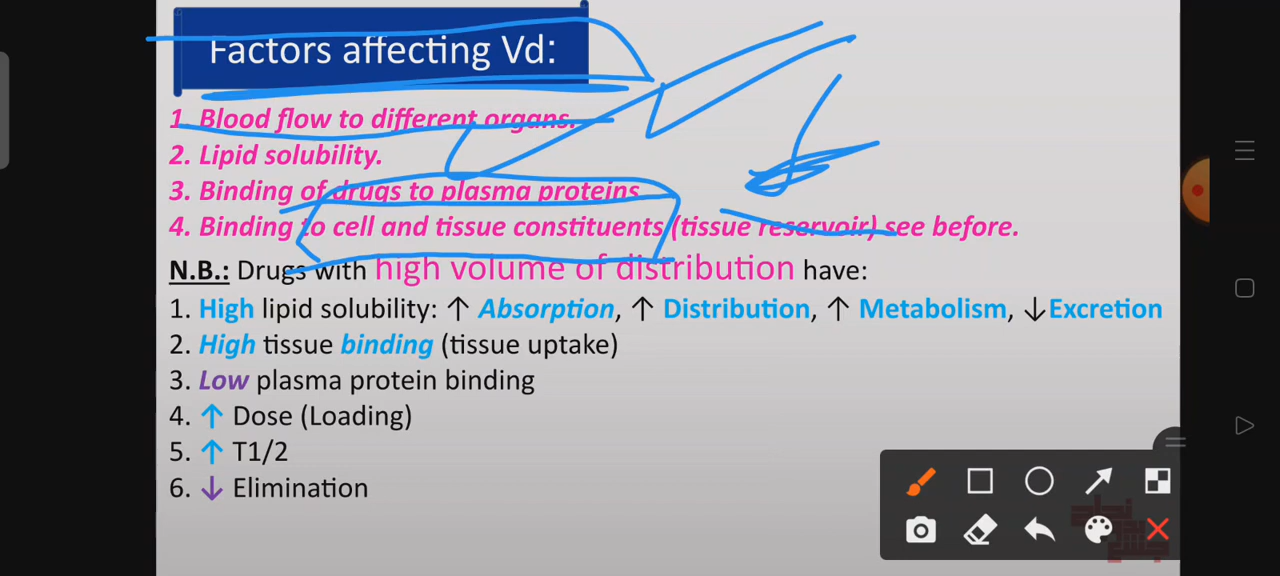 Factors affecting Vd:
1. Blood flow to different organs.
2. Lipid solubility.
3. Binding of drugs to plasma proteins.
4. Binding to cell and tissue constituents (tissue reservoir) see before.
N.B.: Drugs with high volume of distribution have:
1. High lipid solubility: ↑ Absorption, ↑ Distribution, ↑ Metabolism, ↓Excretion
2. High tissue binding (tissue uptake)
3. Low plasma protein binding
4. ↑ Dose (Loading)
5. ↑ T1/2
6. ↓ Elimination